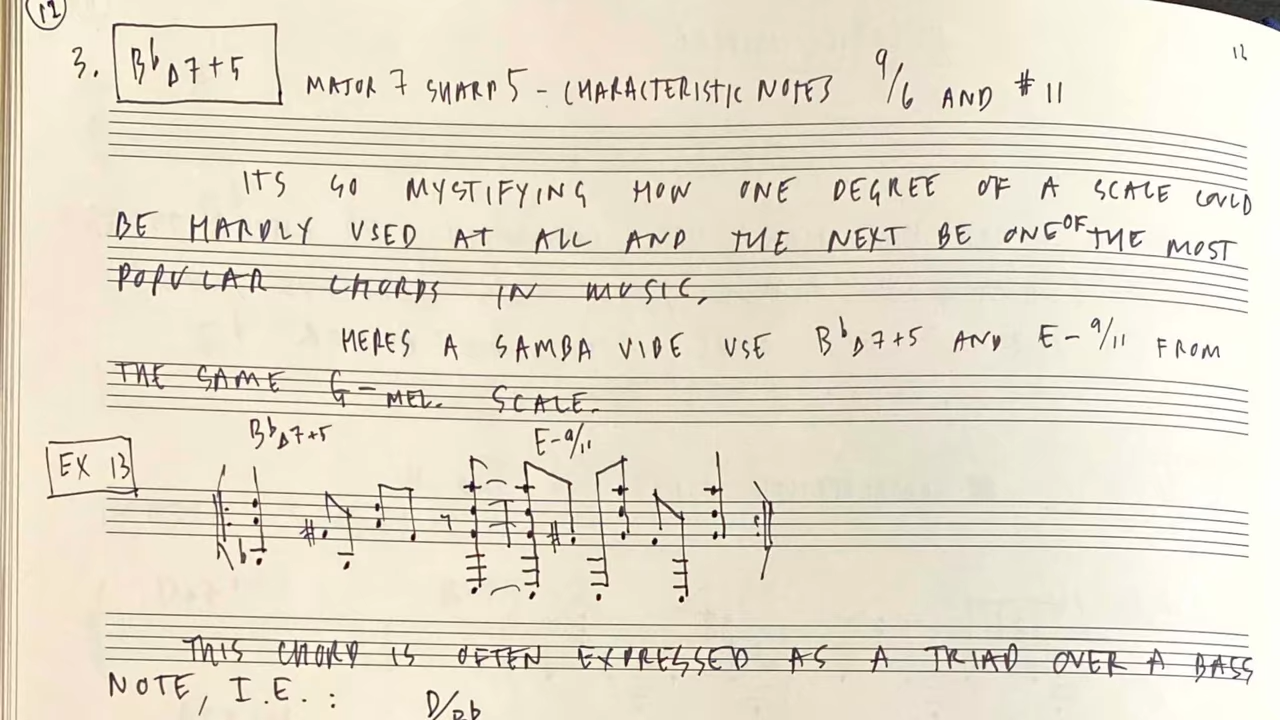 12
12
3. B♭Δ7+5 MAJOR 7 SHARP 5 - CHARACTERISTIC NOTES 9/6 AND #11
ITS SO MYSTIFYING HOW ONE DEGREE OF A SCALE COULD
BE HARDLY USED AT ALL AND THE NEXT BE ONE OF THE MOST
POPULAR CHORDS IN MUSIC.
HERES A SAMBA VIBE USE B♭Δ7+5 AND E-9/11 FROM
THE SAME G-MEL. SCALE.
B♭Δ7+5 E-9/11
EX 13
THIS CHORD IS OFTEN EXPRESSED AS A TRIAD OVER A BASS
NOTE, I.E.:
D/B♭